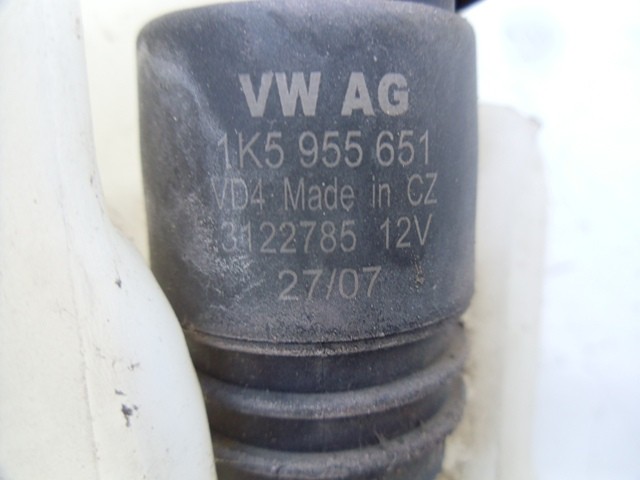 VW AG
1K5 955 651
VD4 Made in CZ
3122785 12V
27/07